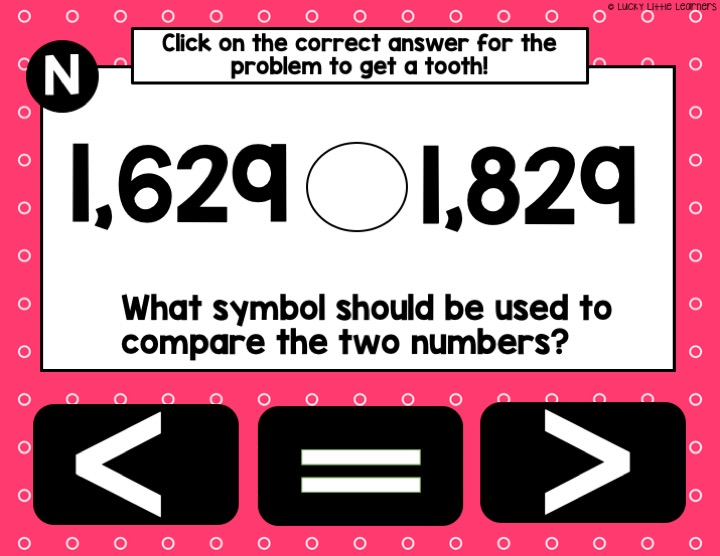 © Lucky Little Learners
Click on the correct answer for the
problem to get a tooth!
N
1,629 1,829
What symbol should be used to
compare the two numbers?
< = >